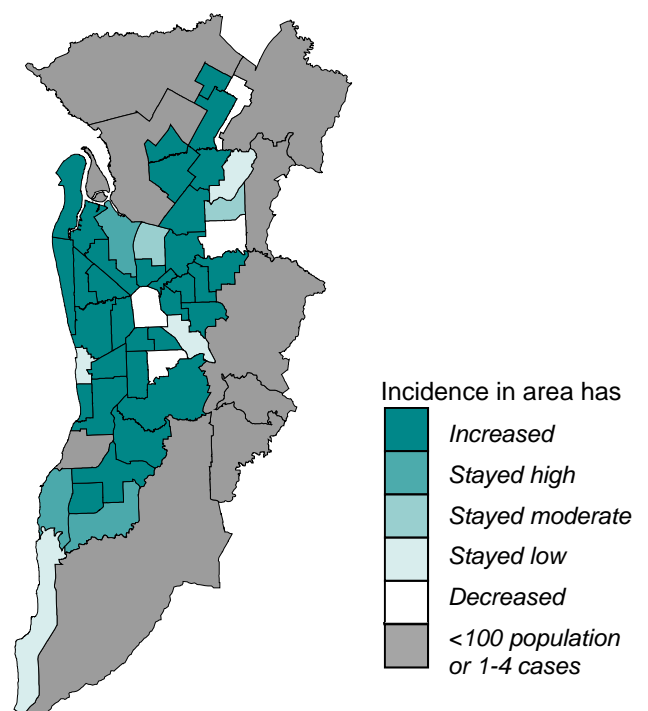 Incidence in area has
Increased
Stayed high
Stayed moderate
Stayed low
Decreased
<100 population
or 1-4 cases